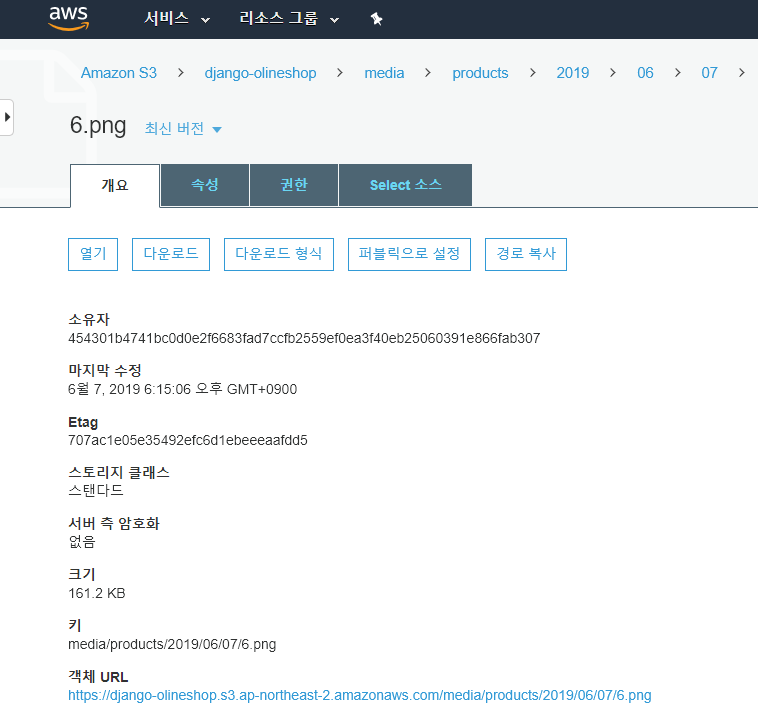 aws 서비스 리소스 그룹
Amazon S3 > django-olineshop > media > products > 2019 > 06 > 07 >
6.png 최신 버전
개요 속성 권한 Select 소스
열기 다운로드 다운로드 형식 퍼블릭으로 설정 경로 복사
소유자
454301b4741bc0d0e2f6683fad7ccfb2559ef0ea3f40eb25060391e866fab307
마지막 수정
6월 7, 2019 6:15:06 오후 GMT+0900
Etag
707ac1e05e35492efc6d1ebeeeaafdd5
스토리지 클래스
스탠다드
서버 측 암호화
없음
크기
161.2 KB
키
media/products/2019/06/07/6.png
객체 URL
https://django-olineshop.s3.ap-northeast-2.amazonaws.com/media/products/2019/06/07/6.png